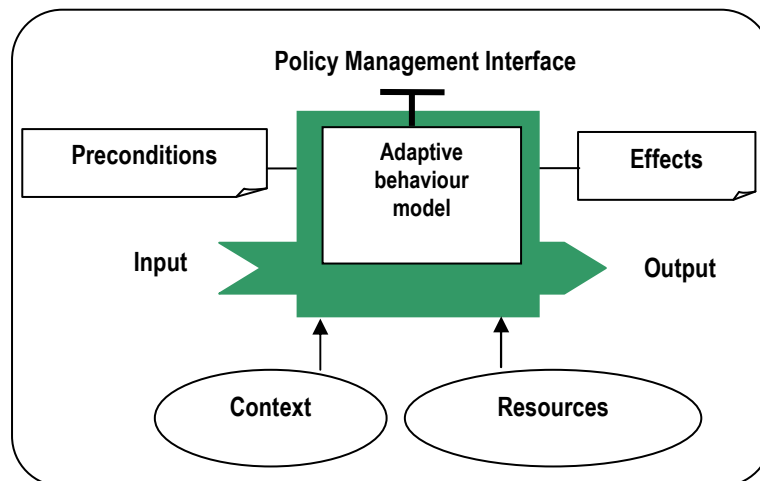 Policy Management Interface
Preconditions
Adaptive
behaviour
model
Effects
Input
Output
Context
Resources